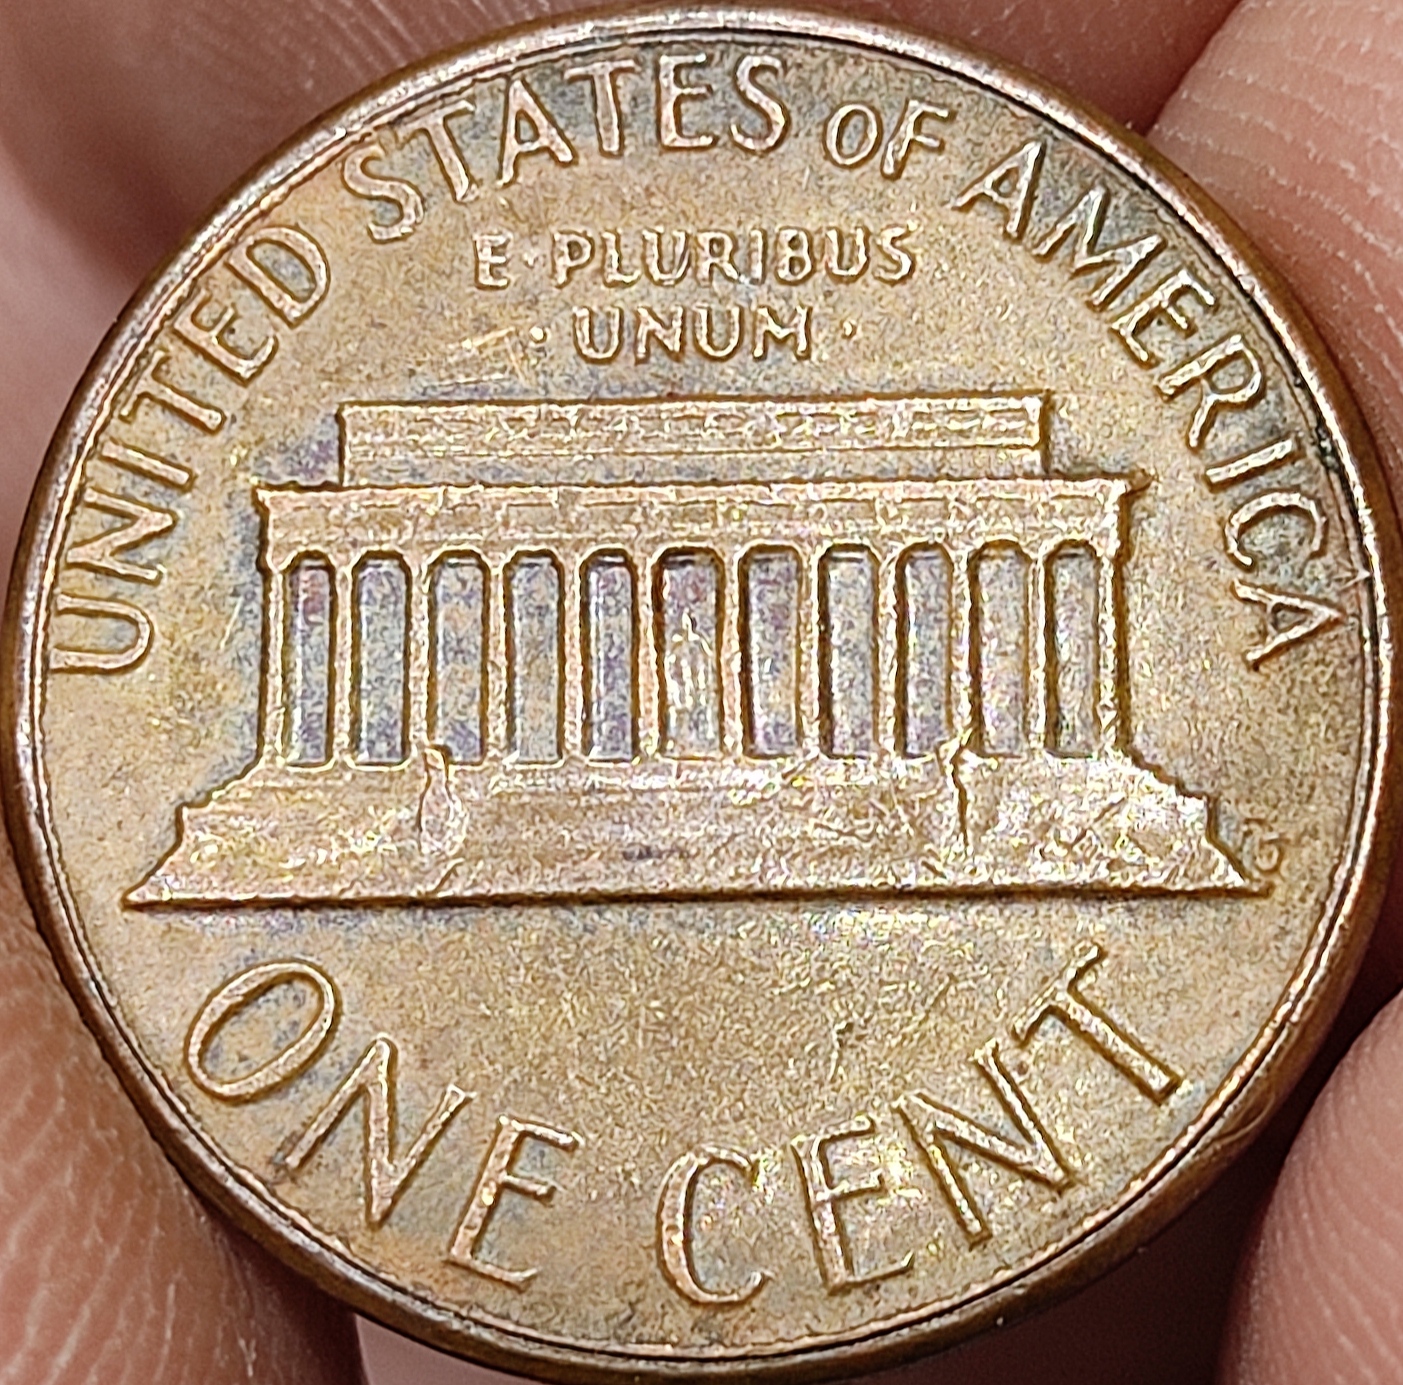 UNITED STATES OF AMERICA
E · PLURIBUS
· UNUM ·
ONE CENT